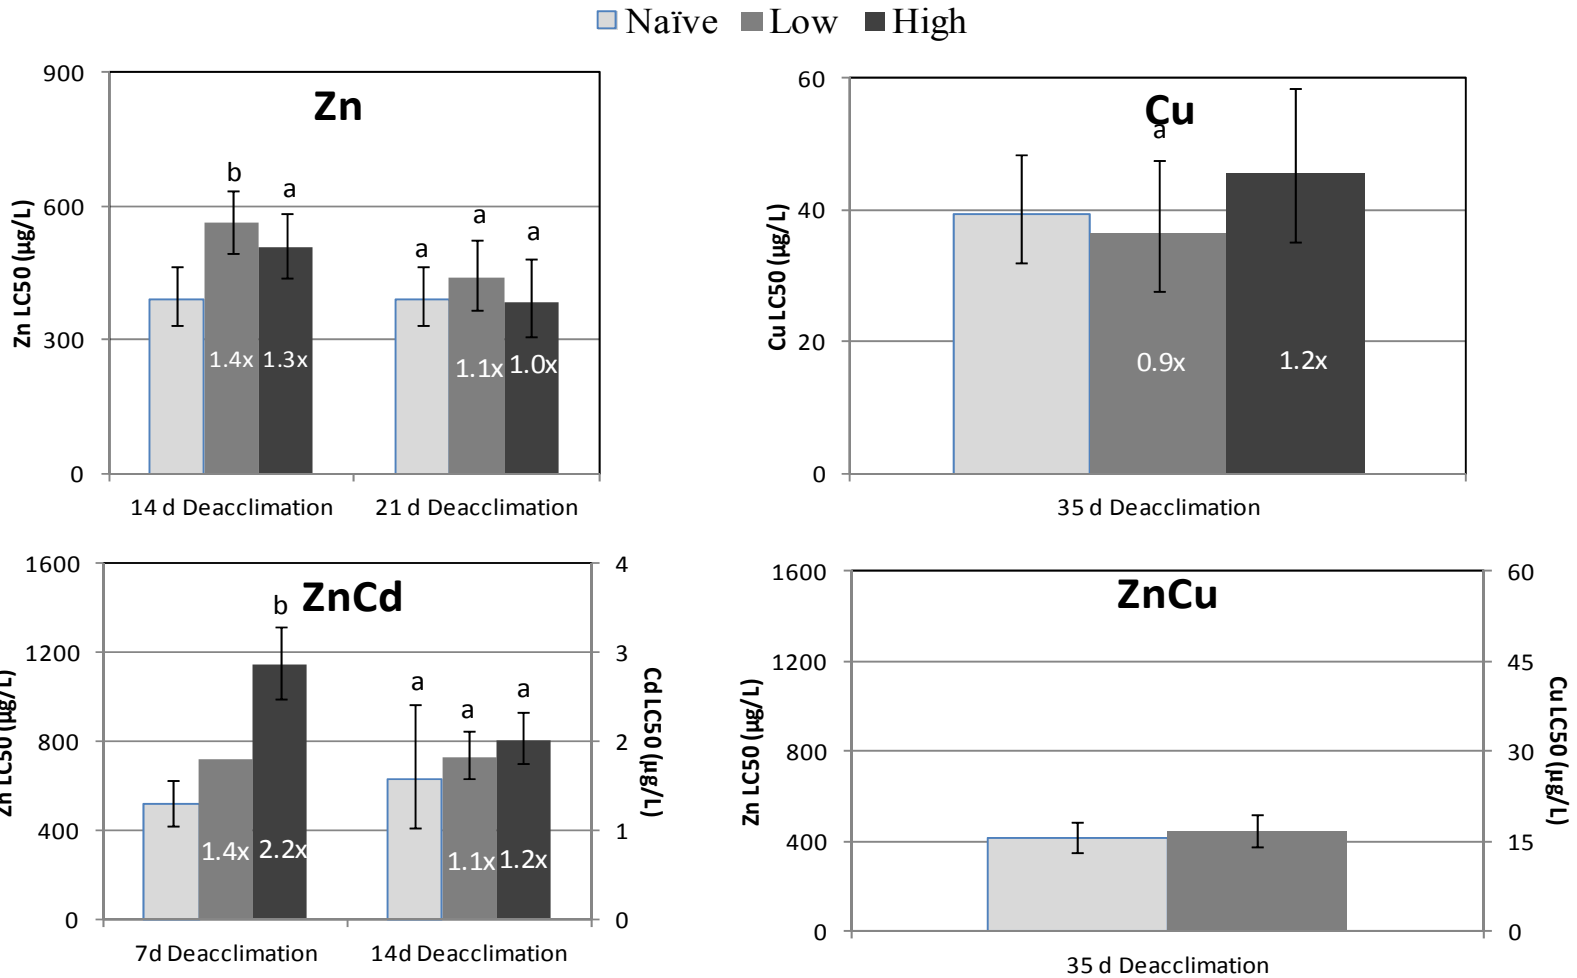 Naïve Low High
Zn
Zn LC50 (µg/L)
900
600
300
0
b
a
a
a
a
1.4x
1.3x
1.1x
1.0x
14 d Deacclimation
21 d Deacclimation
Cu
Cu LC50 (µg/L)
60
40
20
0
a
0.9x
1.2x
35 d Deacclimation
ZnCd
Zn LC50 (µg/L)
1600
1200
800
400
0
b
a
a
a
1.4x
2.2x
1.1x
1.2x
4
3
2
1
0
Cd LC50 (µg/L)
7d Deacclimation
14d Deacclimation
ZnCu
Zn LC50 (µg/L)
1600
1200
800
400
0
60
45
30
15
0
Cu LC50 (µg/L)
35 d Deacclimation